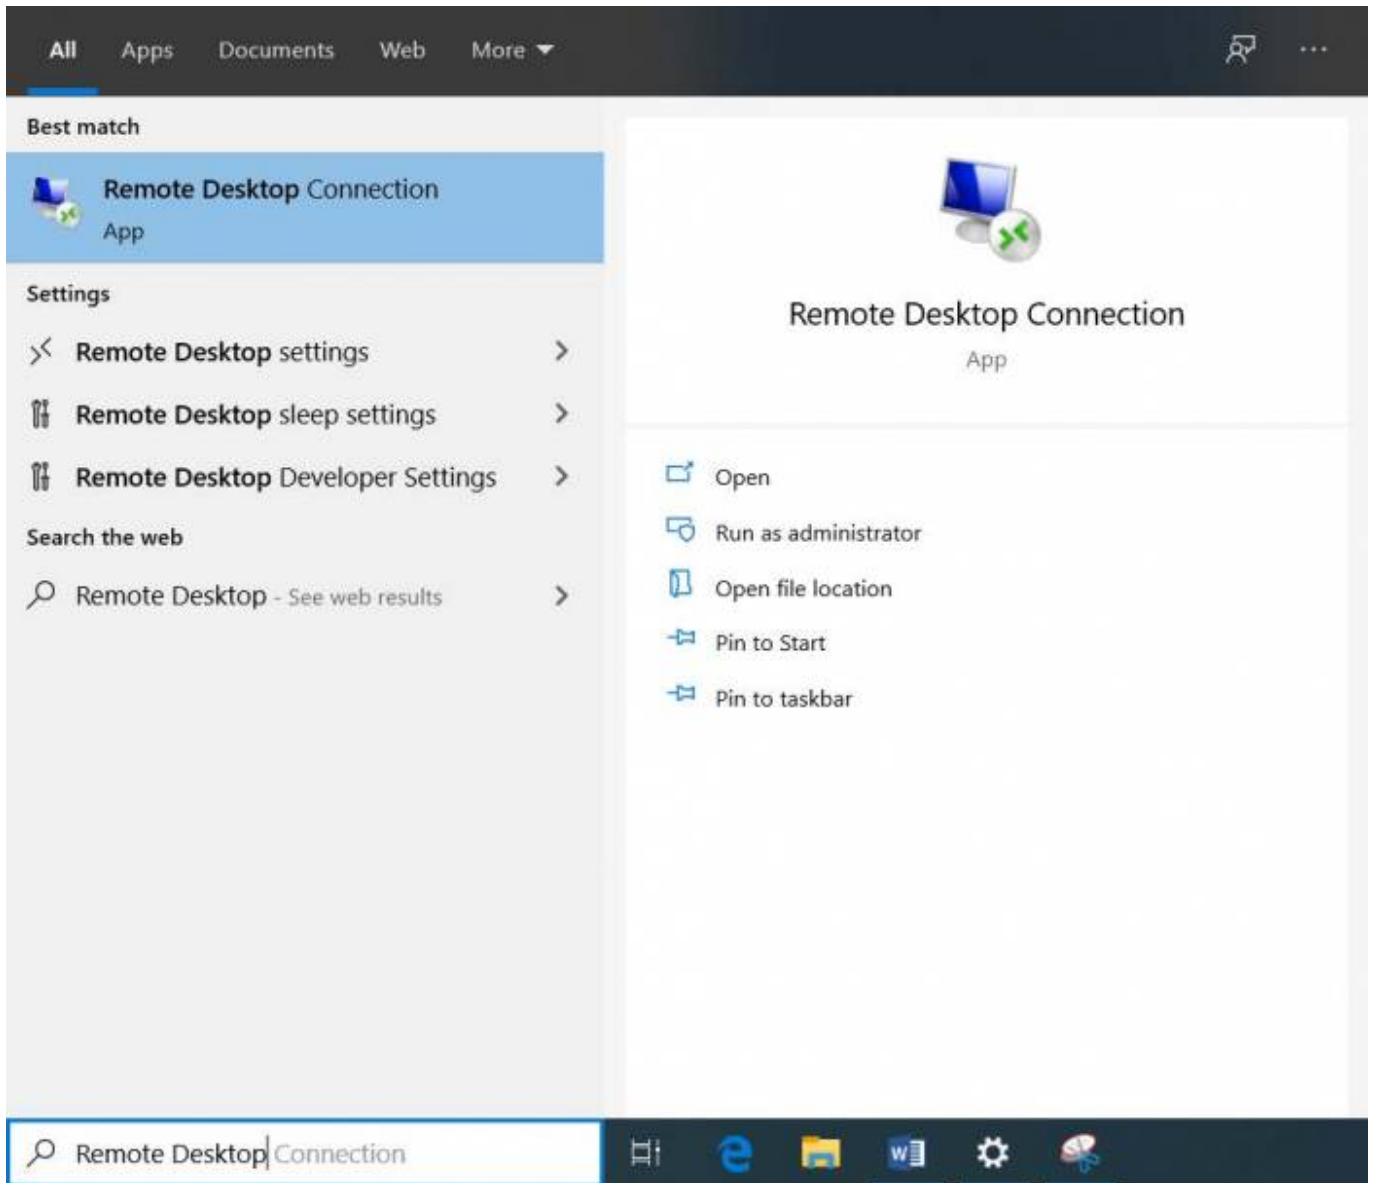 All Apps Documents Web More
Best match
Remote Desktop Connection
App
Settings
Remote Desktop settings
Remote Desktop sleep settings
Remote Desktop Developer Settings
Search the web
Remote Desktop - See web results
Remote Desktop Connection
App
Open
Run as administrator
Open file location
Pin to Start
Pin to taskbar
Remote Desktop Connection